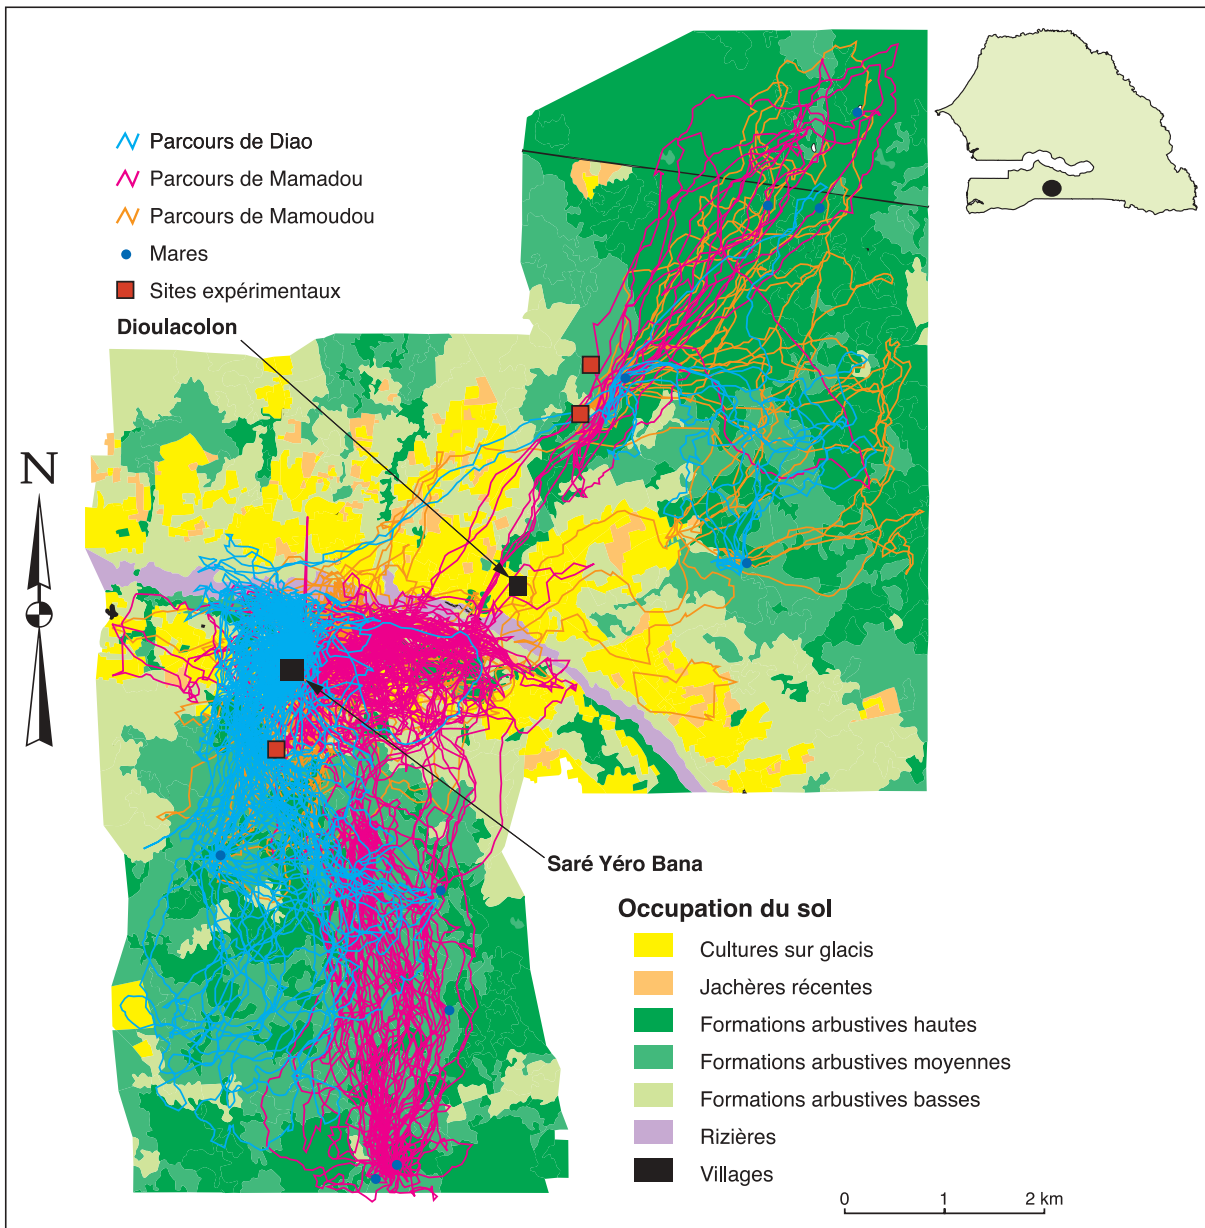 Parcours de Diao
Parcours de Mamadou
Parcours de Mamoudou
Mares
Sites expérimentaux
Dioulacolon
N
Saré Yéro Bana
Occupation du sol
Cultures sur glacis
Jachères récentes
Formations arbustives hautes
Formations arbustives moyennes
Formations arbustives basses
Rizières
Villages
0 1 2 km